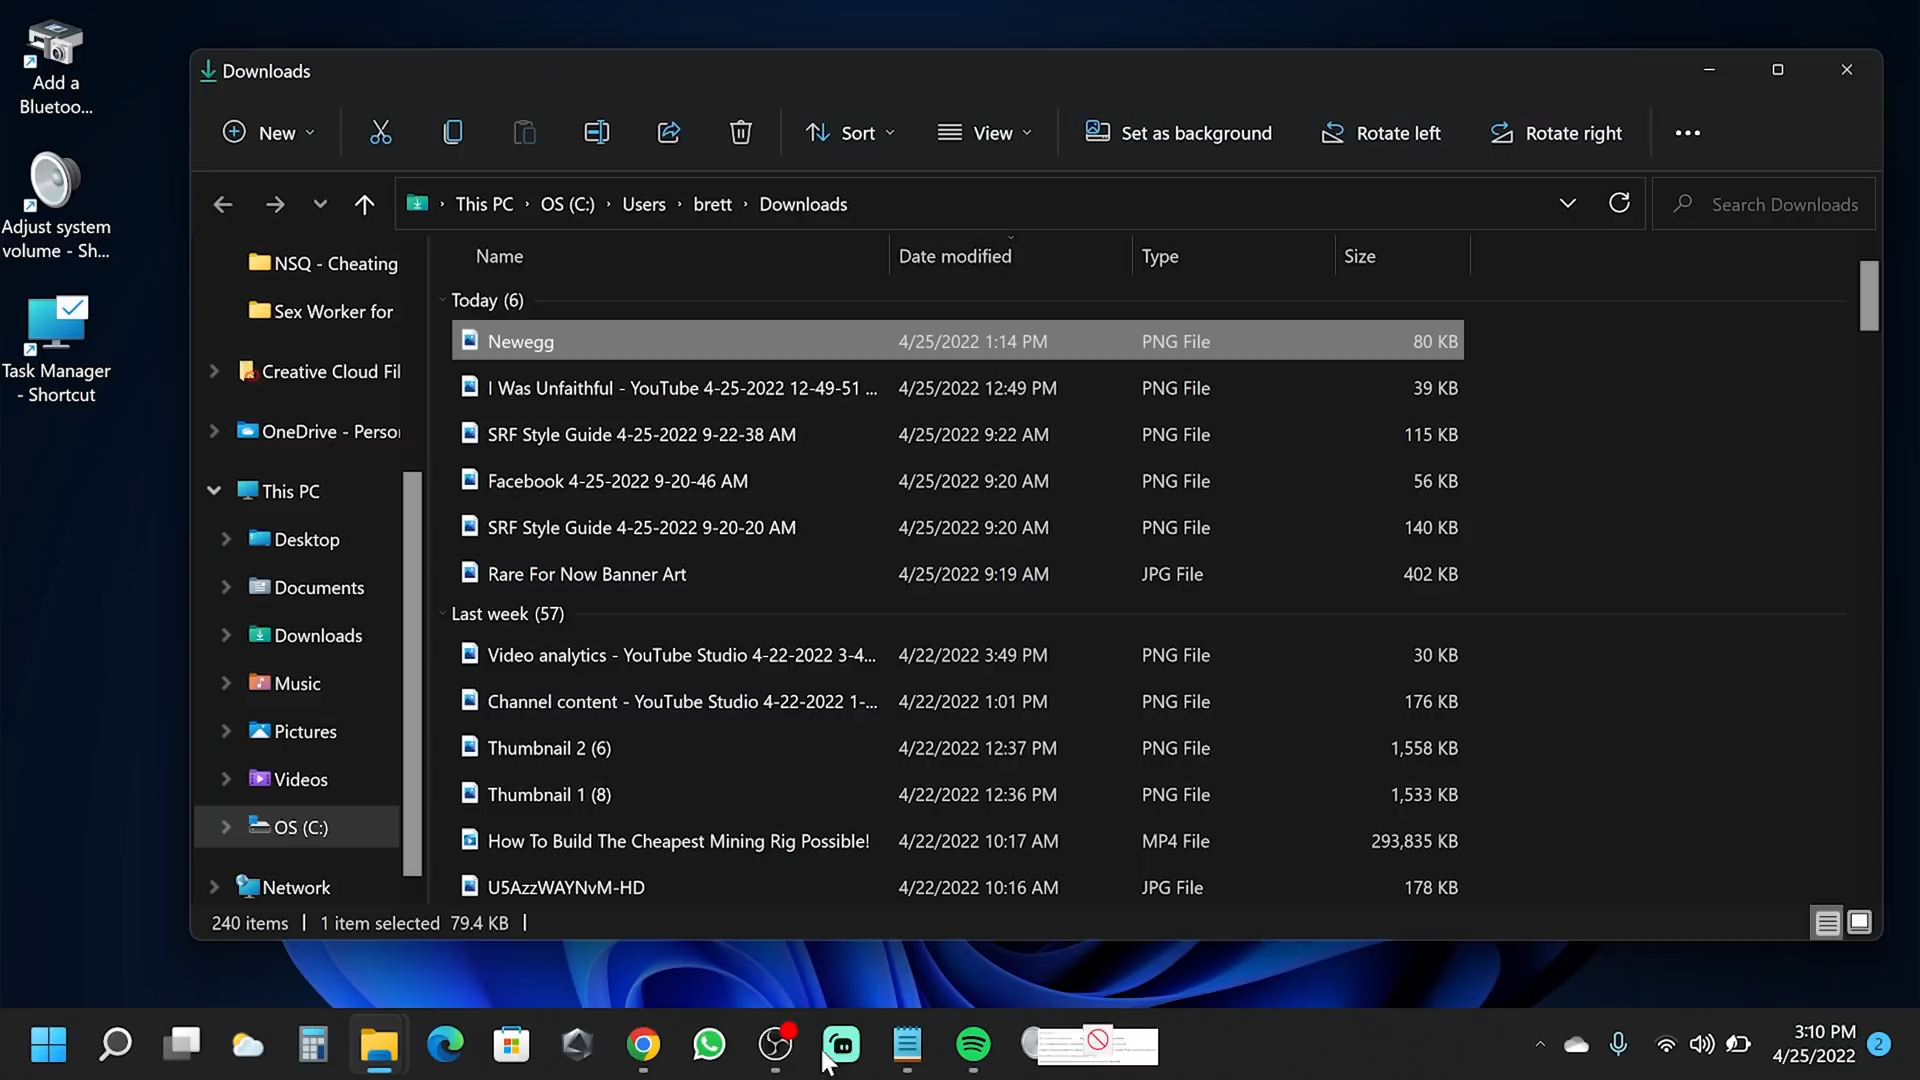 Add a
Bluetoo...
Adjust system
volume - Sh...
Task Manager
- Shortcut
Downloads
New
Sort
View
Set as background
Rotate left
Rotate right
This PC
OS (C:)
Users
brett
Downloads
Search Downloads
NSQ - Cheating
Sex Worker for
Creative Cloud Fil
OneDrive - Person
This PC
Desktop
Documents
Downloads
Music
Pictures
Videos
OS (C:)
Network
Name Date modified Type Size
Today (6)
Newegg 4/25/2022 1:14 PM PNG File 80 KB
I Was Unfaithful - YouTube 4-25-2022 12-49-51 ... 4/25/2022 12:49 PM PNG File 39 KB
SRF Style Guide 4-25-2022 9-22-38 AM 4/25/2022 9:22 AM PNG File 115 KB
Facebook 4-25-2022 9-20-46 AM 4/25/2022 9:20 AM PNG File 56 KB
SRF Style Guide 4-25-2022 9-20-20 AM 4/25/2022 9:20 AM PNG File 140 KB
Rare For Now Banner Art 4/25/2022 9:19 AM JPG File 402 KB
Last week (57)
Video analytics - YouTube Studio 4-22-2022 3-4... 4/22/2022 3:49 PM PNG File 30 KB
Channel content - YouTube Studio 4-22-2022 1-... 4/22/2022 1:01 PM PNG File 176 KB
Thumbnail 2 (6) 4/22/2022 12:37 PM PNG File 1,558 KB
Thumbnail 1 (8) 4/22/2022 12:36 PM PNG File 1,533 KB
How To Build The Cheapest Mining Rig Possible! 4/22/2022 10:17 AM MP4 File 293,835 KB
U5AzzWAYNvM-HD 4/22/2022 10:16 AM JPG File 178 KB
240 items
1 item selected 79.4 KB
3:10 PM
4/25/2022
2